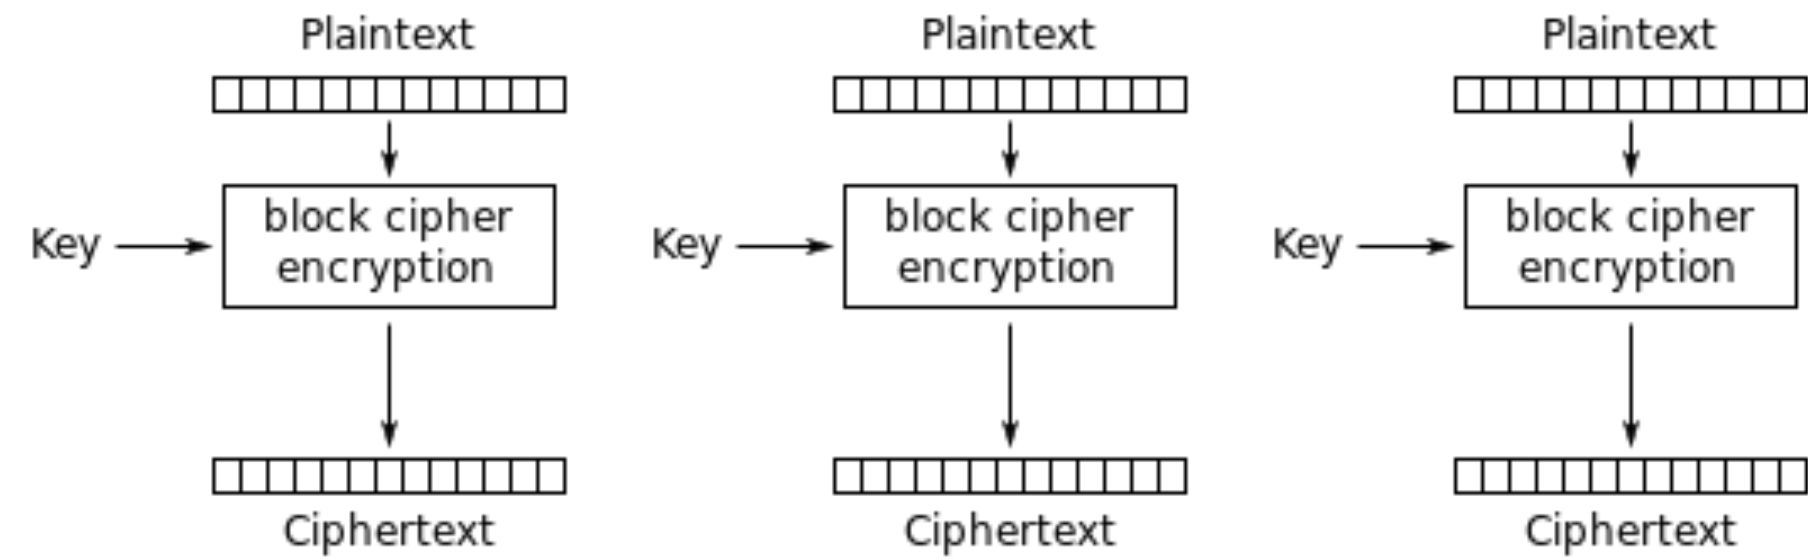 Plaintext
Plaintext
Plaintext
block cipher
encryption
block cipher
encryption
block cipher
encryption
Key
Key
Key
Ciphertext
Ciphertext
Ciphertext